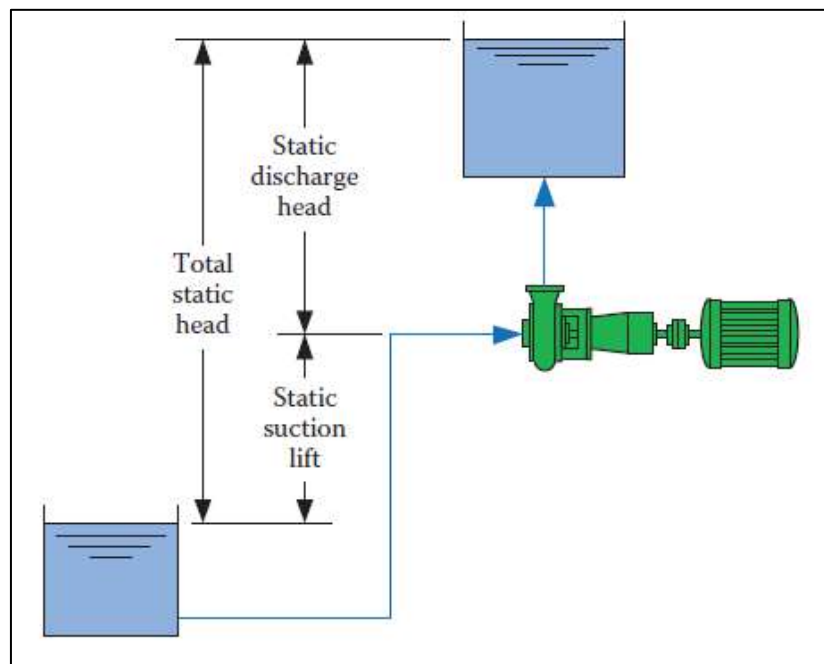 Static
discharge
head
Total
static
head
Static
suction
lift